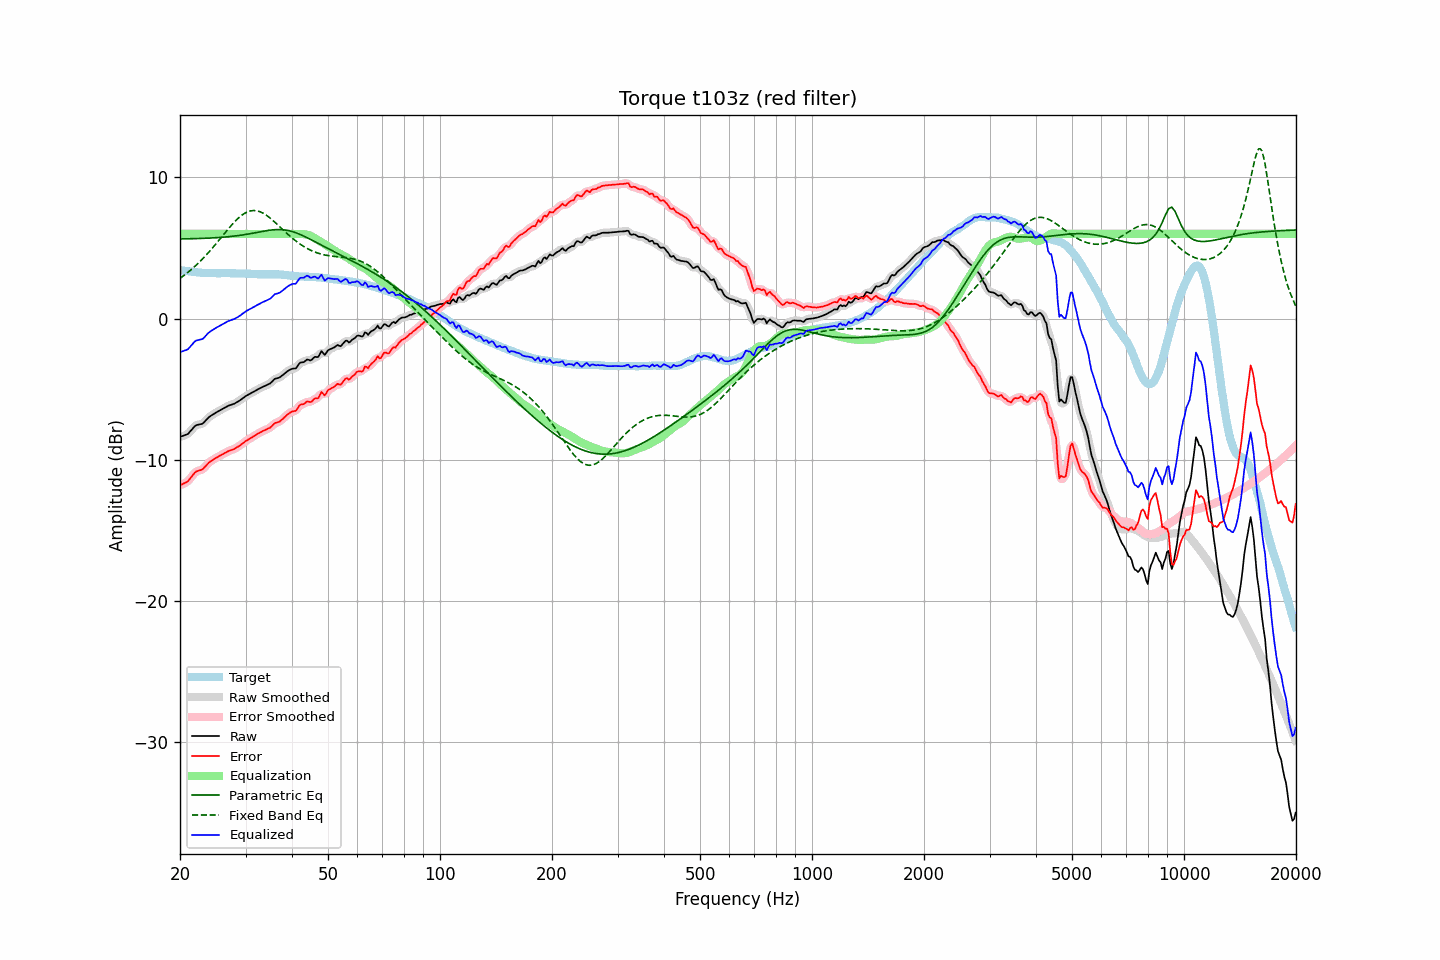 Torque t103z (red filter)
Amplitude (dBr)
10
0
−10
−20
−30
Target
Raw Smoothed
Error Smoothed
Raw
Error
Equalization
Parametric Eq
Fixed Band Eq
Equalized
20 50 100 200 500 1000 2000 5000 10000 20000
Frequency (Hz)